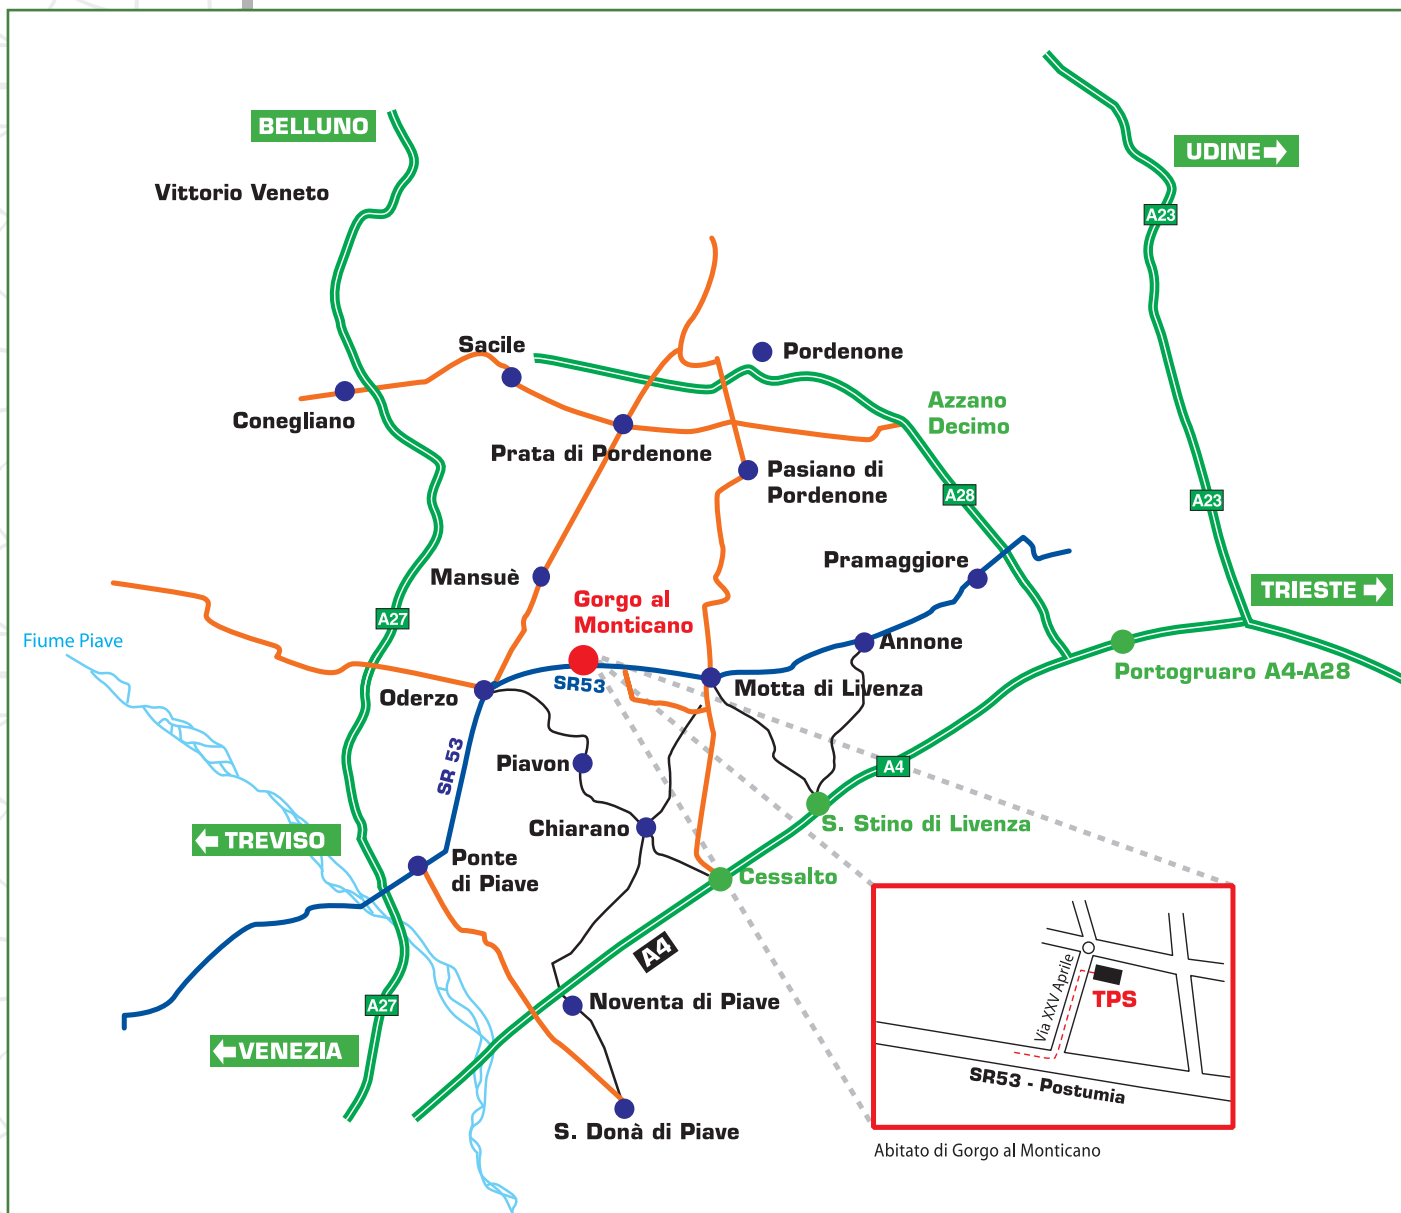 BELLUNO
UDINE
Vittorio Veneto
A23
Sacile
Pordenone
Conegliano
Azzano
Decimo
Prata di Pordenone
Pasiano di
Pordenone
A28
A23
Pramaggiore
Mansuè
Gorgo al
Monticano
TRIESTE
A27
Fiume Piave
Annone
Portogruaro A4-A28
SR53
Oderzo
Motta di Livenza
SR 53
Piavon
A4
S. Stino di Livenza
TREVISO
Chiarano
Ponte
di Piave
Cessalto
A4
Noventa di Piave
A27
VENEZIA
S. Donà di Piave
Via XXV Aprile
TPS
SR53 - Postumia
Abitato di Gorgo al Monticano